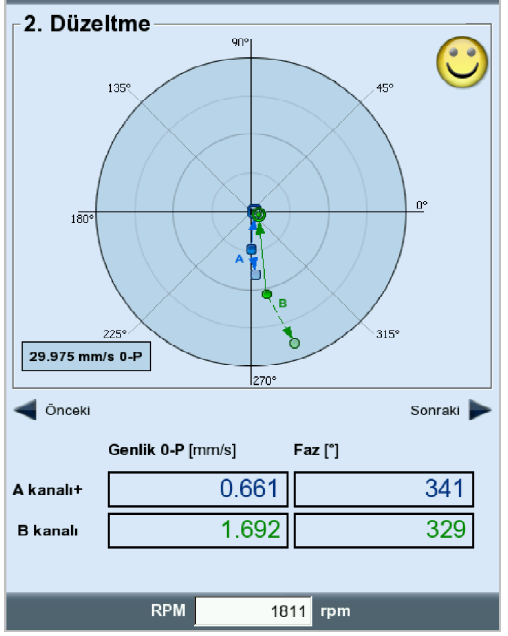 2. Düzeltme
90°
135°
45°
180°
0°
A
B
225°
315°
29.975 mm/s 0-P
270°
Önceki
Sonraki
Genlik 0-P [mm/s]
Faz [°]
A kanalı+
0.661
341
B kanalı
1.692
329
RPM
1811
rpm